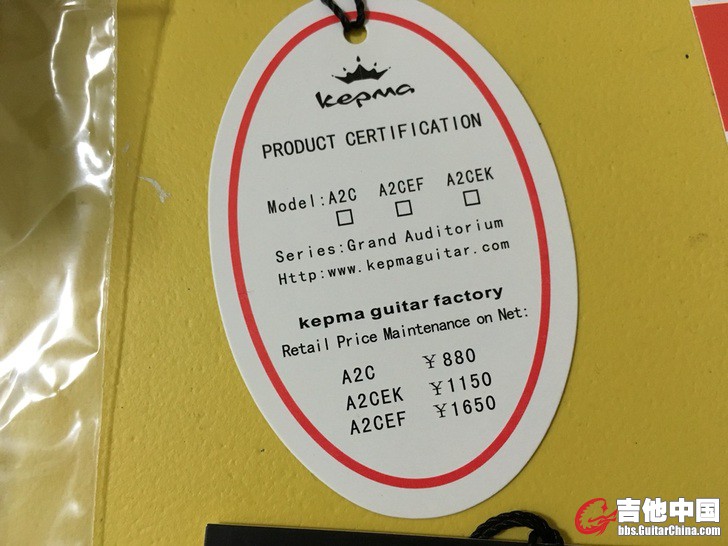 kepma
PRODUCT CERTIFICATION
Model:A2C A2CEF A2CEK
Series:Grand Auditorium
Http:www.kepmaguitar.com
kepma guitar factory
Retail Price Maintenance on Net:
A2C ￥880
A2CEK ￥1150
A2CEF ￥1650
吉他中国
bbs.GuitarChina.com